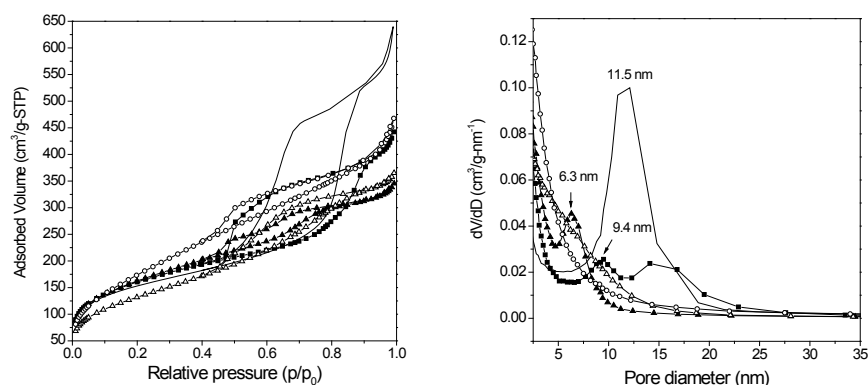 650
600
550
500
450
400
350
300
250
200
150
100
50
0.0 0.2 0.4 0.6 0.8 1.0
Adsorbed Volume (cm³/g-STP)
Relative pressure (p/p₀)
0.12
0.10
0.08
0.06
0.04
0.02
0.00
5 10 15 20 25 30 35
dV/dD (cm³/g-nm⁻¹)
Pore diameter (nm)
11.5 nm
6.3 nm
9.4 nm